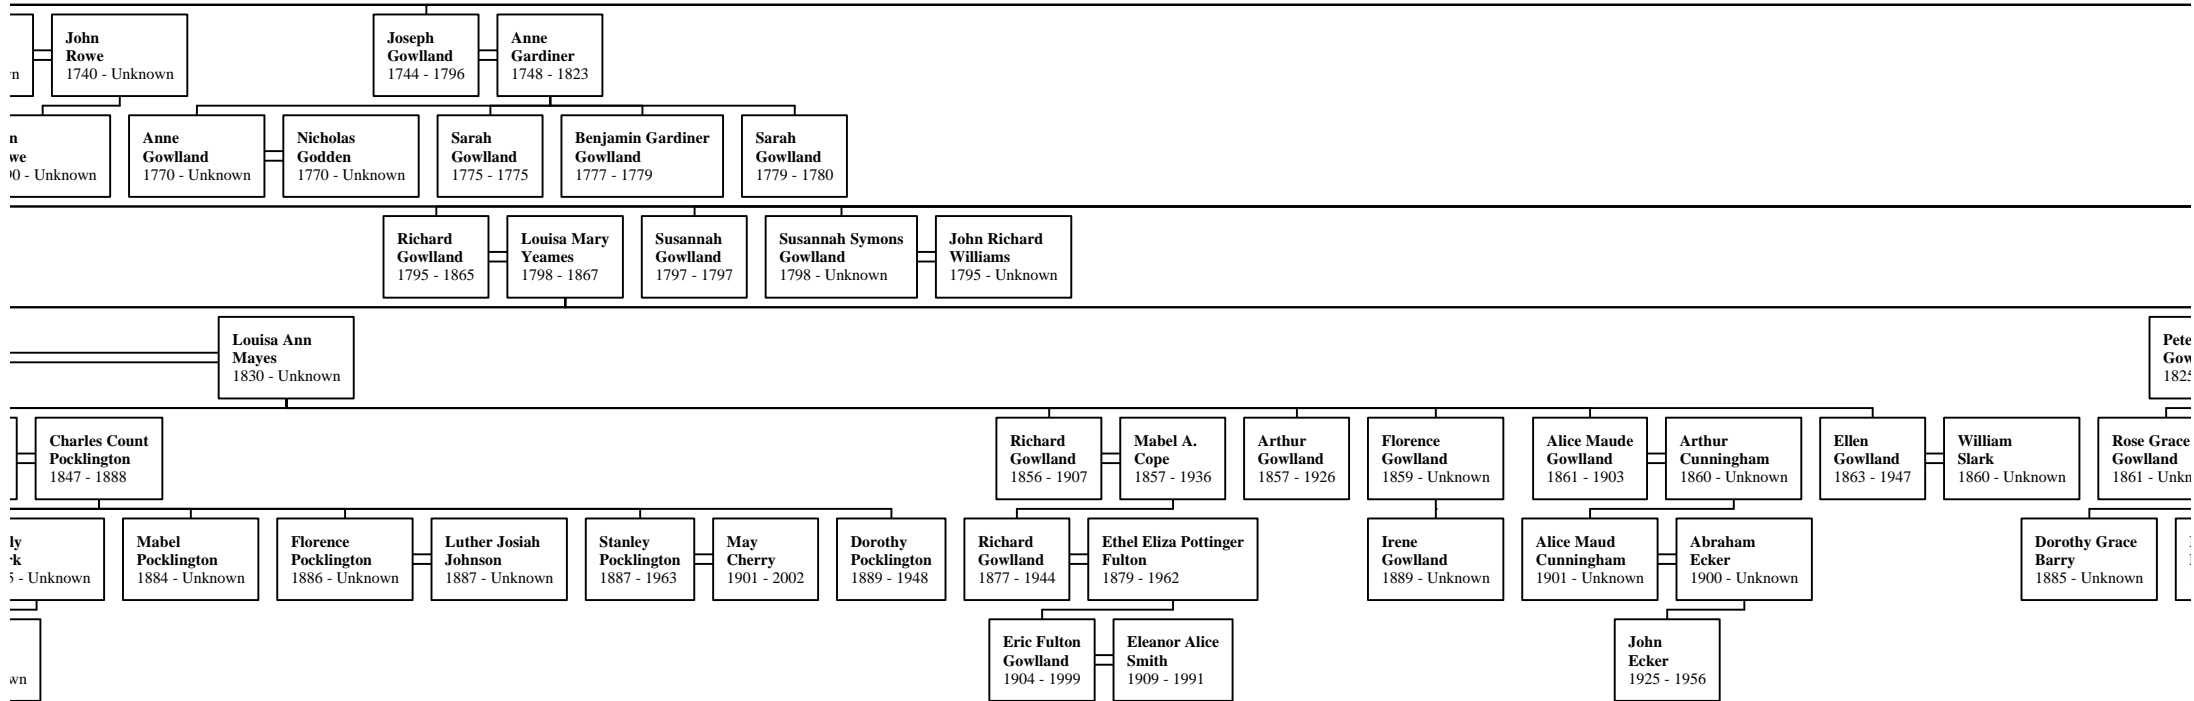 John
Rowe
1740 - Unknown
Joseph
Gowlland
1744 - 1796
Anne
Gardiner
1748 - 1823
Unknown
Anne
Gowlland
1770 - Unknown
Nicholas
Godden
1770 - Unknown
Sarah
Gowlland
1775 - 1775
Benjamin Gardiner
Gowlland
1777 - 1779
Sarah
Gowlland
1779 - 1780
Richard
Gowlland
1795 - 1865
Louisa Mary
Yeames
1798 - 1867
Susannah
Gowlland
1797 - 1797
Susannah Symons
Gowlland
1798 - Unknown
John Richard
Williams
1795 - Unknown
Louisa Ann
Mayes
1830 - Unknown
Pete
Gow
1825
Charles Count
Pocklington
1847 - 1888
Richard
Gowlland
1856 - 1907
Mabel A.
Cope
1857 - 1936
Arthur
Gowlland
1857 - 1926
Florence
Gowlland
1859 - Unknown
Alice Maude
Gowlland
1861 - 1903
Arthur
Cunningham
1860 - Unknown
Ellen
Gowlland
1863 - 1947
William
Slark
1860 - Unknown
Rose Grace
Gowlland
1861 - Unkn
- Unknown
Mabel
Pocklington
1884 - Unknown
Florence
Pocklington
1886 - Unknown
Luther Josiah
Johnson
1887 - Unknown
Stanley
Pocklington
1887 - 1963
May
Cherry
1901 - 2002
Dorothy
Pocklington
1889 - 1948
Richard
Gowlland
1877 - 1944
Ethel Eliza Pottinger
Fulton
1879 - 1962
Irene
Gowlland
1889 - Unknown
Alice Maud
Cunningham
1901 - Unknown
Abraham
Ecker
1900 - Unknown
Dorothy Grace
Barry
1885 - Unknown
Eric Fulton
Gowlland
1904 - 1999
Eleanor Alice
Smith
1909 - 1991
John
Ecker
1925 - 1956